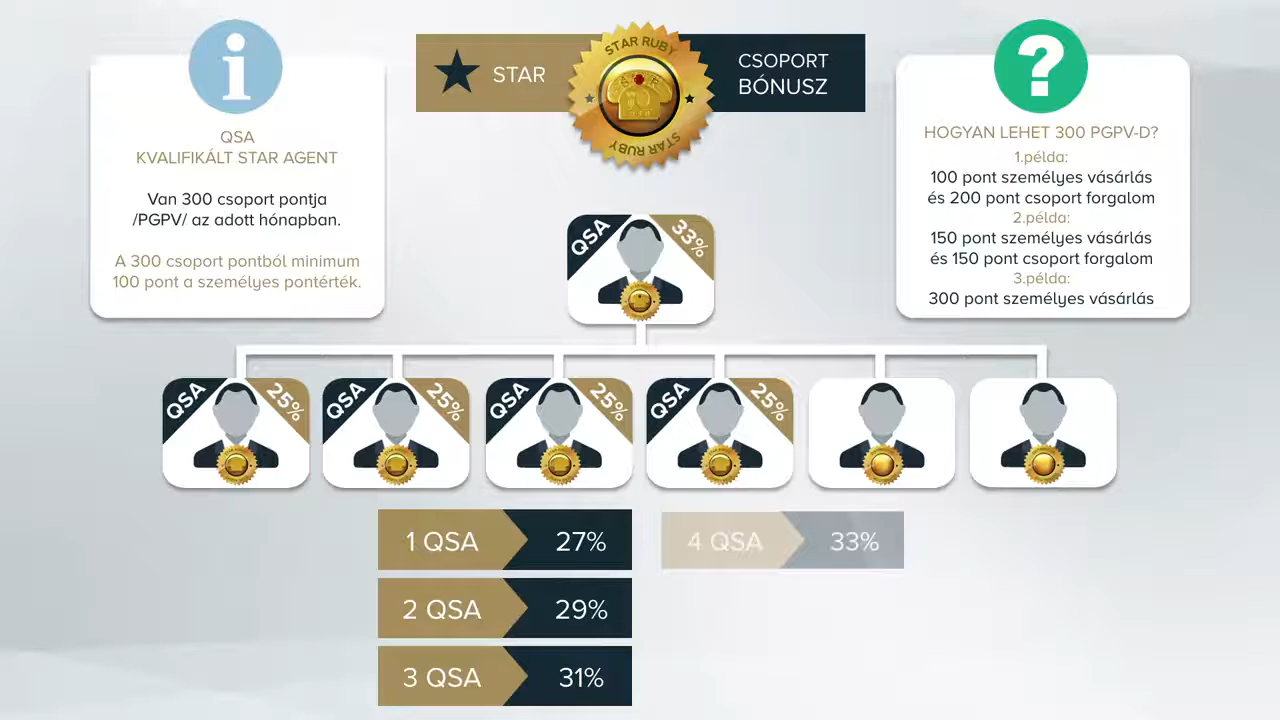 QSA
KVALIFIKÁLT STAR AGENT
Van 300 csoport pontja
/PGPV/ az adott hónapban.
A 300 csoport pontból minimum
100 pont a személyes pontérték.
STAR
STAR RUBY
STAR RUBY
CSOPORT
BÓNUSZ
HOGYAN LEHET 300 PGPV-D?
1.példa:
100 pont személyes vásárlás
és 200 pont csoport forgalom
2.példa:
150 pont személyes vásárlás
és 150 pont csoport forgalom
3.példa:
300 pont személyes vásárlás
QSA 33%
QSA 25%
QSA 25%
QSA 25%
QSA 25%
1 QSA 27%
4 QSA 33%
2 QSA 29%
3 QSA 31%